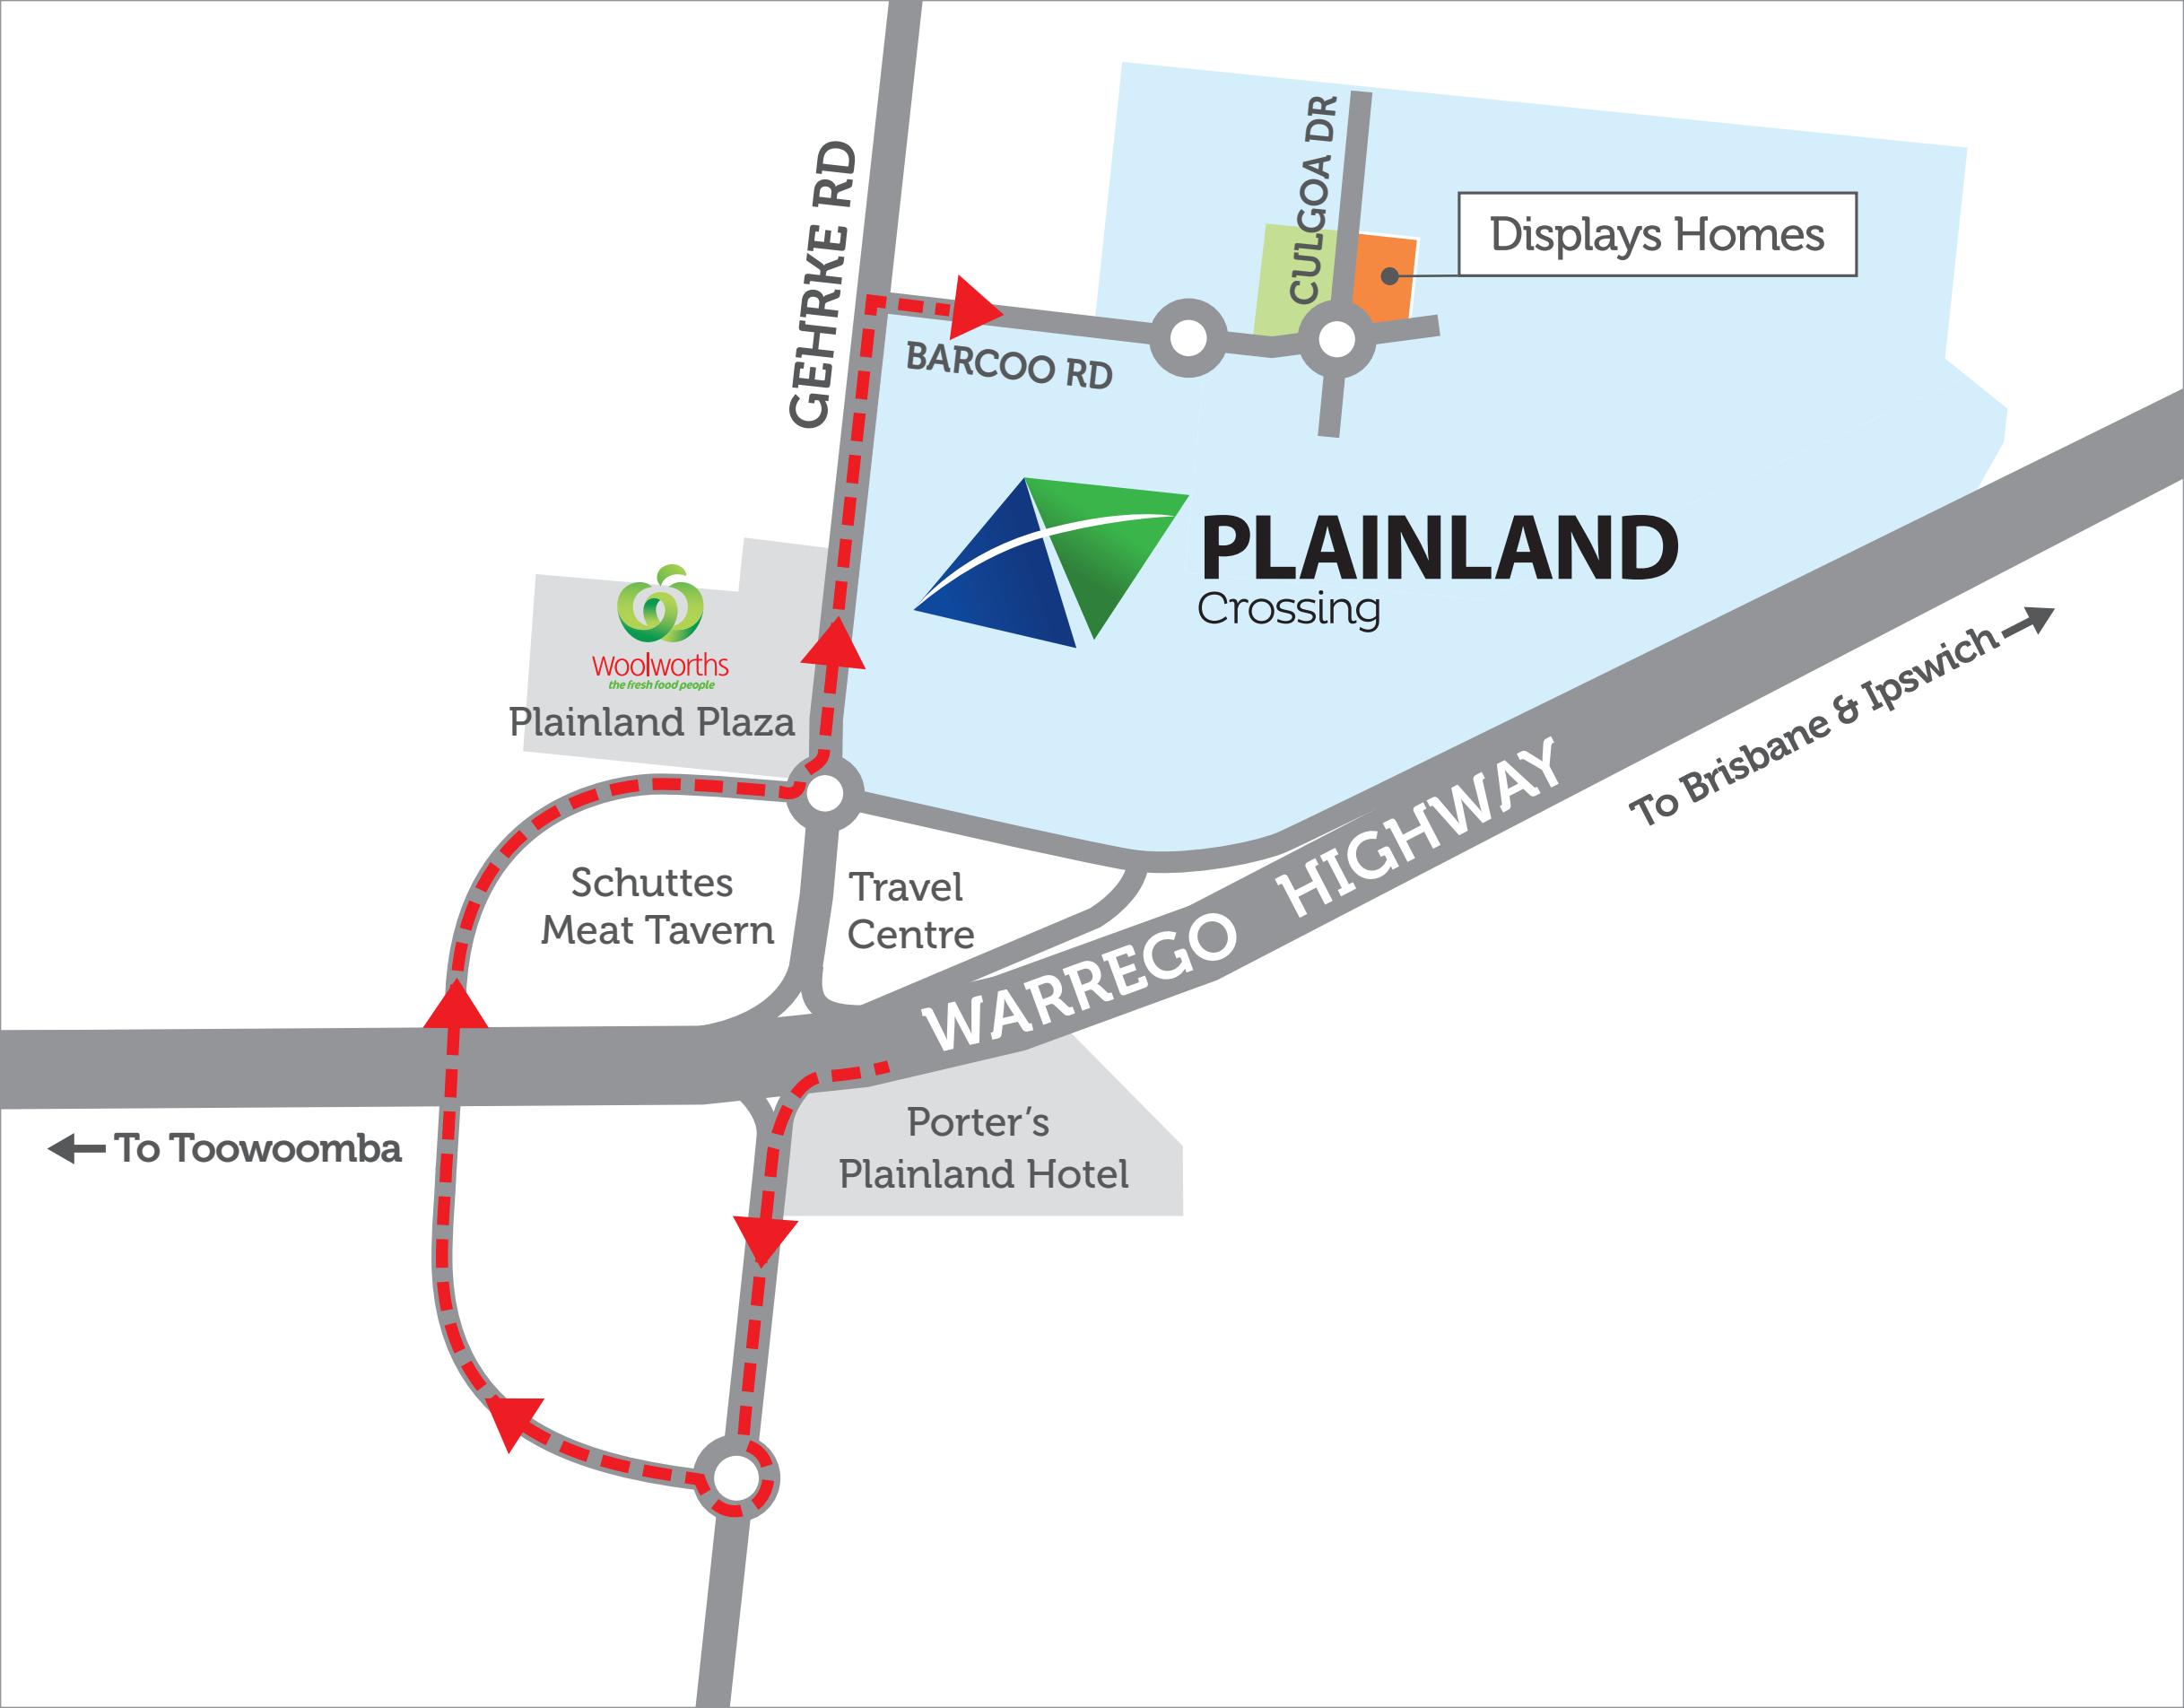 GEHRKE RD
CULGOA DR
Displays Homes
BARCOO RD
PLAINLAND
Crossing
Woolworths
the fresh food people
Plainland Plaza
To Brisbane & Ipswich
Schuttes
Meat Tavern
Travel
Centre
WARREGO HIGHWAY
To Toowoomba
Porter's
Plainland Hotel